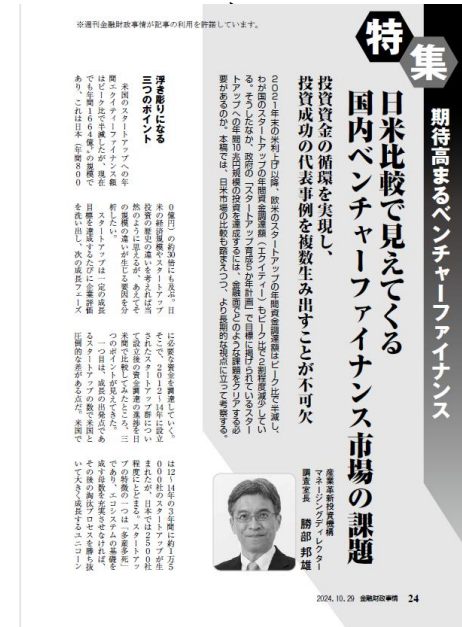 ※週刊金融財政事情が記事の利用を許諾しています。
特集
期待高まるベンチャーファイナンス
日米比較で見えてくる
国内ベンチャーファイナンス市場の課題
投資資金の循環を実現し、
投資成功の代表事例を複数生み出すことが不可欠
2021年末の米利上げ以降、欧米のスタートアップの年間資金調達額はピーク比で半減し、
わが国のスタートアップの年間資金調達額(エクイティー)もピーク比で2割程度減少してい
る。そうしたなか、政府の「スタートアップ育成5か年計画」で目標に掲げられているスター
トアップへの年間10兆円規模の投資を達成するには、金融面でどのような課題をクリアする必
要があるのか。本稿では、日米市場の比較も踏まえつつ、より長期的な視点に立って考察する。
産業革新投資機構
マネージングディレクター
調査室長 勝部 邦雄
浮き彫りになる
三つのポイント
米国のスタートアップへの年
間エクイティーファイナンス額
はピーク比で半減したが、現在
でも年間1664億㌦の規模で
あり、これは日本(年間800
0億円)の約30倍にも及ぶ。日
米の経済規模やスタートアップ
投資の歴史の違いを考えれば当
然のように思えるが、あえてそ
の規模の違いが生じる要因を分
析したい。
スタートアップは一定の成長
目標を達成するたびに企業評価
を洗い出し、次の成長フェーズ
に必要な資金を調達していく。
そこで、2012~14年に設立
されたスタートアップ群につい
て設立後の資金調達の進捗を日
米間で比較してみたところ、三
つのポイントが見えてきた。
一つ目は、成長の出発点であ
るスタートアップの数で米国と
圧倒的な差がある点だ。米国で
は12~14年の3年間に約1万5
000社のスタートアップが生
まれたが、日本では2500社
程度にとどまる。スタートアッ
プの特徴の一つは「多産多死」
であり、エコシステムの基礎を
成す母数を充実させなければ、
その後の淘汰プロセスを勝ち抜
いて大きく成長するユニコーン
2024. 10. 29 金融財政事情 24